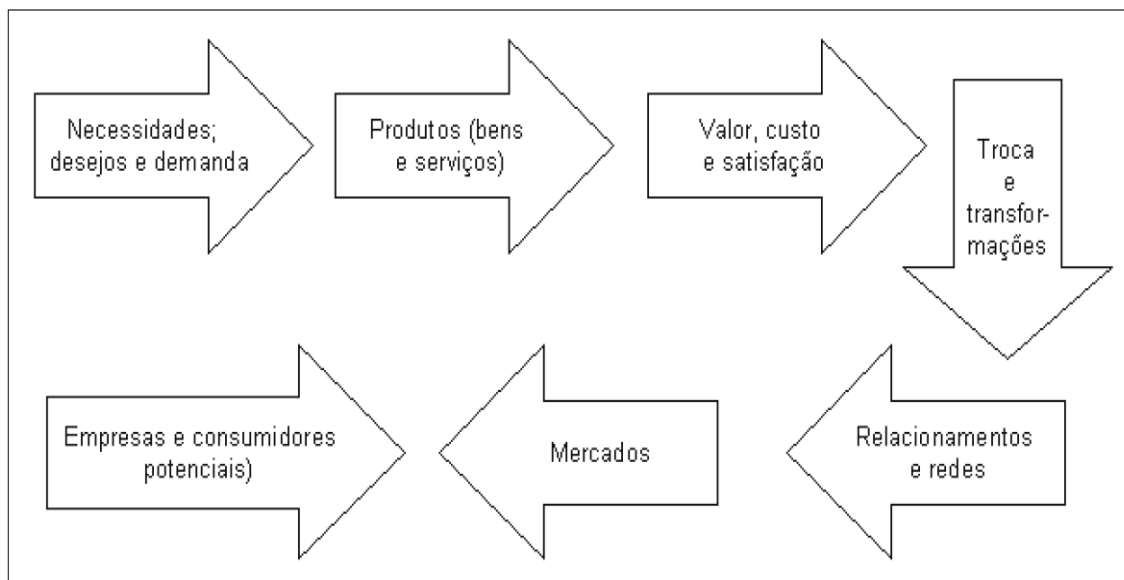 Necessidades;
desejos e demanda
Produtos (bens
e serviços)
Valor, custo
e satisfação
Troca
e
transfor-
mações
Relacionamentos
e redes
Mercados
Empresas e consumidores
potenciais)